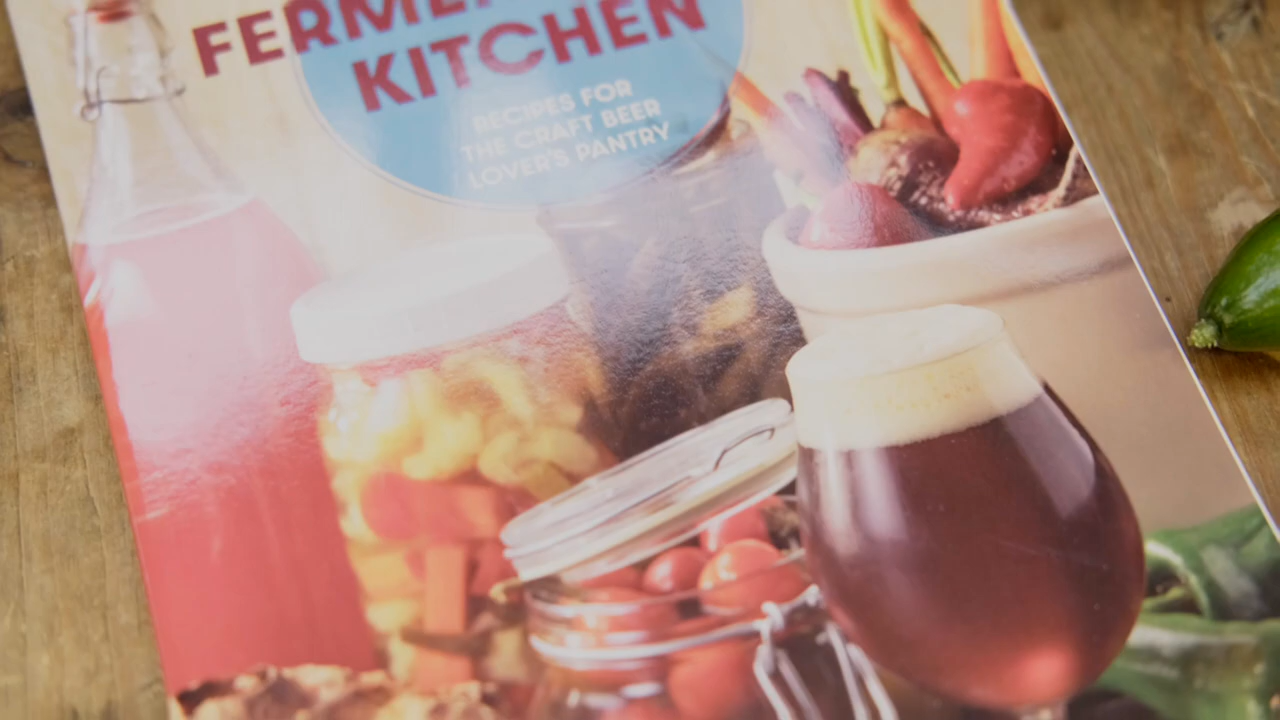 KITCHEN
RECIPES FOR
THE CRAFT BEER
LOVER'S PANTRY